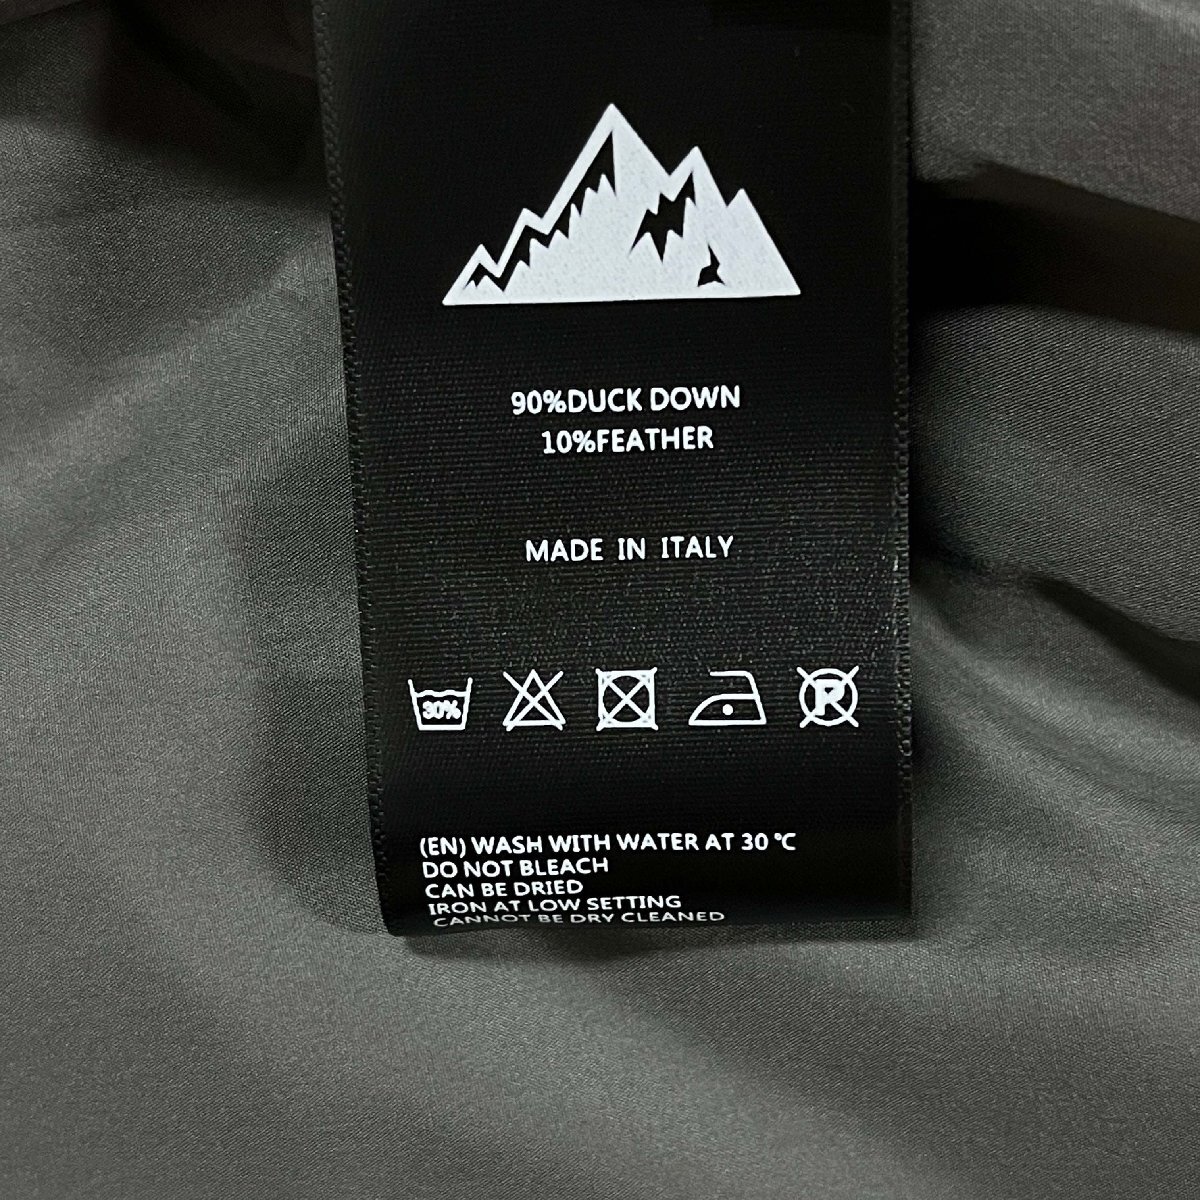 90%DUCK DOWN
10%FEATHER
MADE IN ITALY
30%
P
(EN) WASH WITH WATER AT 30 °C
DO NOT BLEACH
CAN BE DRIED
IRON AT LOW SETTING
CANNOT BE DRY CLEANED